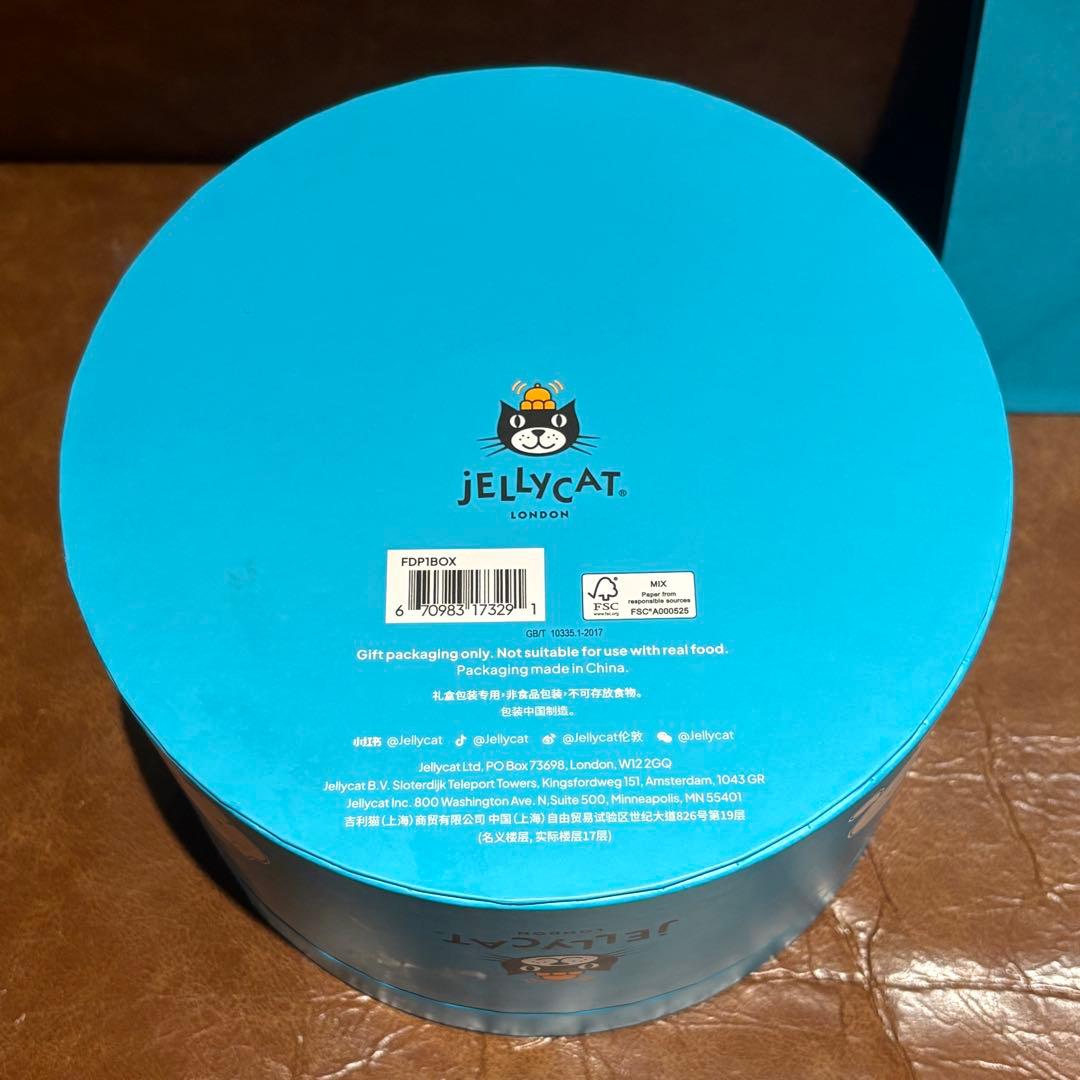 jELLYCAT®
LONDON
FDP1BOX
6 70983 17329 1
FSC
www.fsc.org
MIX
Paper from
responsible sources
FSC® A000525
GB/T 10335.1-2017
Gift packaging only. Not suitable for use with real food.
Packaging made in China.
礼盒包装专用，非食品包装，不可存放食物。
包装中国制造。
小红书 @Jellycat @Jellycat @Jellycat伦敦 @Jellycat
Jellycat Ltd, PO Box 73698, London, W12 2GQ
Jellycat B.V. Sloterdijk Teleport Towers, Kingsfordweg 151, Amsterdam, 1043 GR
Jellycat Inc. 800 Washington Ave. N, Suite 500, Minneapolis, MN 55401
吉利猫（上海）商贸有限公司 中国（上海）自由贸易试验区世纪大道826号第19层
(名义楼层, 实际楼层17层)
jELLYCAT
LONDON